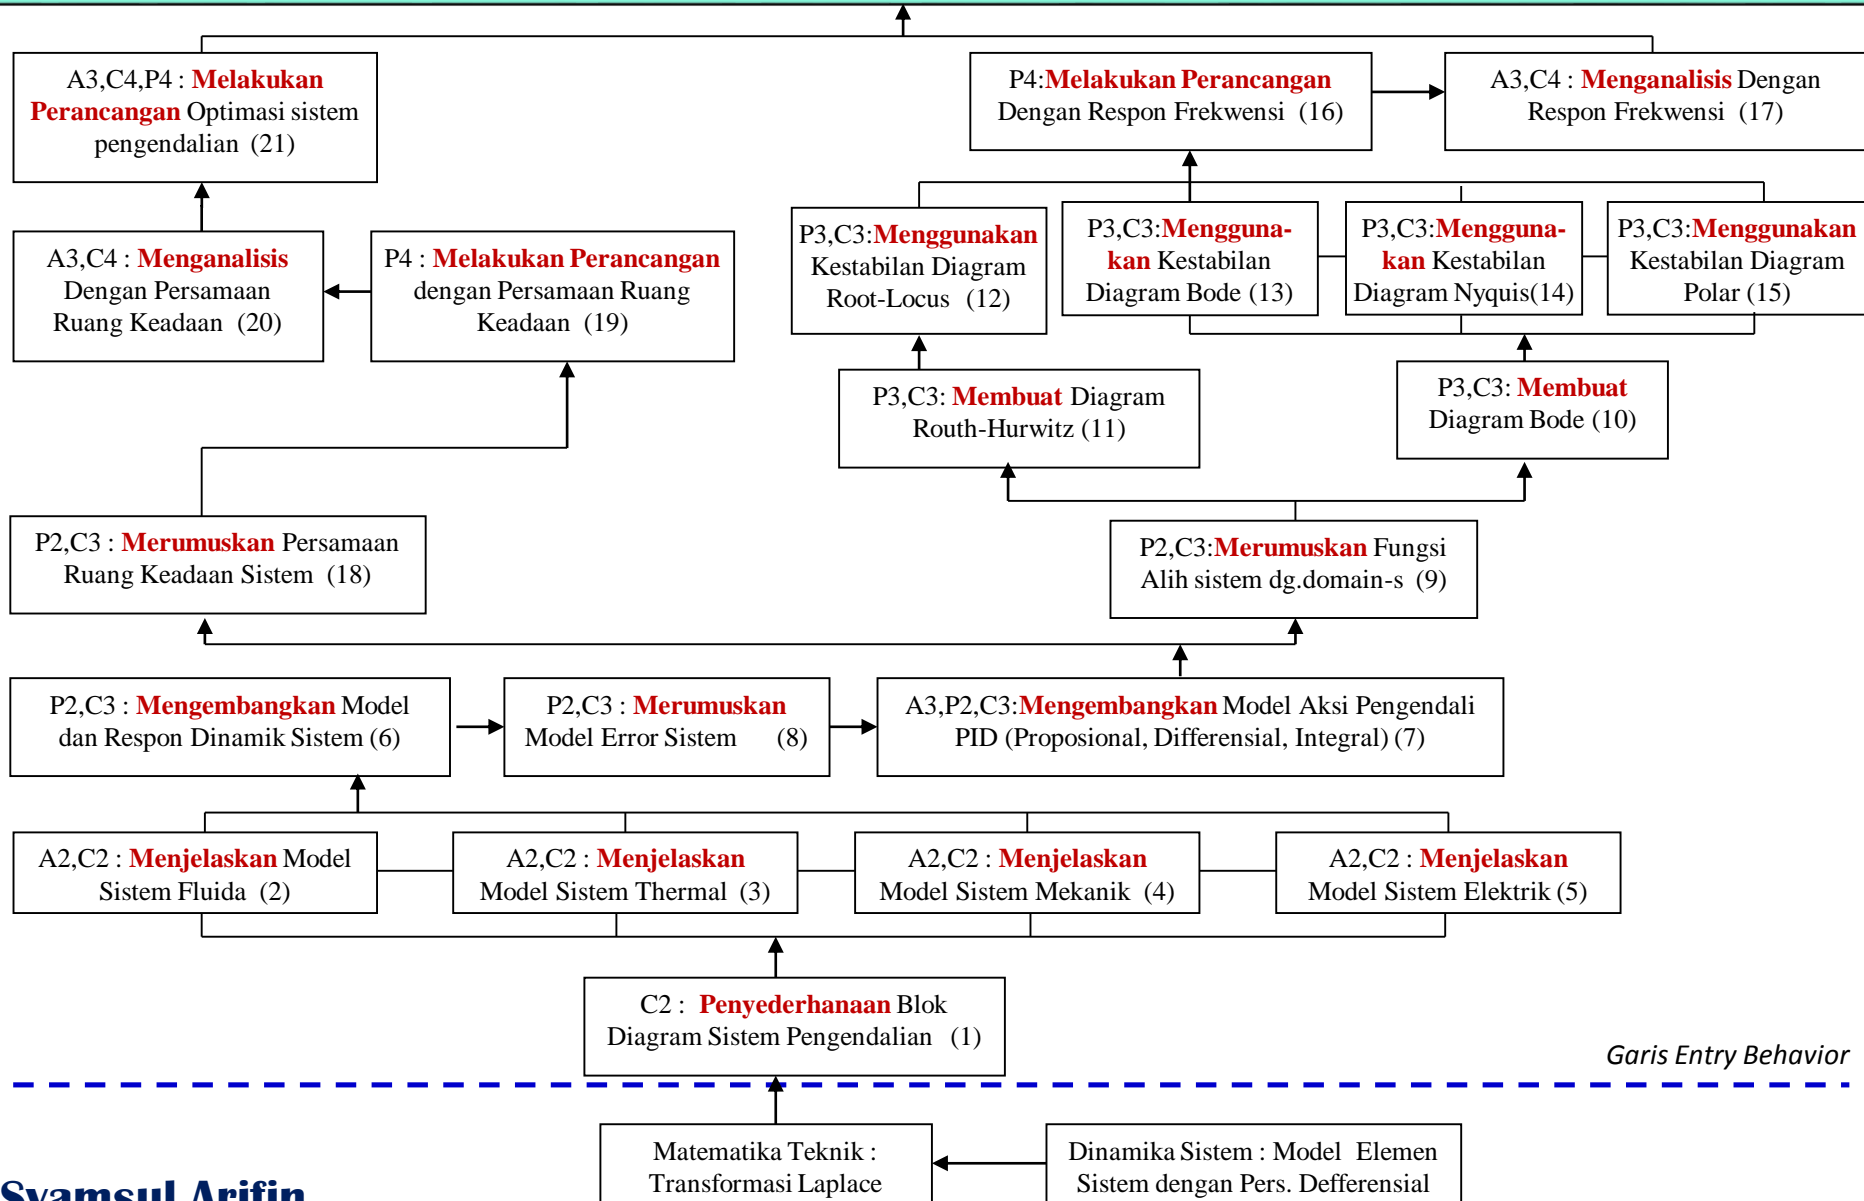 A3,C4,P4 : Melakukan
Perancangan Optimasi sistem
pengendalian (21)
P4:Melakukan Perancangan
Dengan Respon Frekwensi (16)
A3,C4 : Menganalisis Dengan
Respon Frekwensi (17)
A3,C4 : Menganalisis
Dengan Persamaan
Ruang Keadaan (20)
P4 : Melakukan Perancangan
dengan Persamaan Ruang
Keadaan (19)
P3,C3:Menggunakan
Kestabilan Diagram
Root-Locus (12)
P3,C3:Mengguna-
kan Kestabilan
Diagram Bode (13)
P3,C3:Mengguna-
kan Kestabilan
Diagram Nyquis(14)
P3,C3:Menggunakan
Kestabilan Diagram
Polar (15)
P3,C3: Membuat Diagram
Routh-Hurwitz (11)
P3,C3: Membuat
Diagram Bode (10)
P2,C3 : Merumuskan Persamaan
Ruang Keadaan Sistem (18)
P2,C3:Merumuskan Fungsi
Alih sistem dg.domain-s (9)
P2,C3 : Mengembangkan Model
dan Respon Dinamik Sistem (6)
P2,C3 : Merumuskan
Model Error Sistem (8)
A3,P2,C3:Mengembangkan Model Aksi Pengendali
PID (Proposional, Differensial, Integral) (7)
A2,C2 : Menjelaskan Model
Sistem Fluida (2)
A2,C2 : Menjelaskan
Model Sistem Thermal (3)
A2,C2 : Menjelaskan
Model Sistem Mekanik (4)
A2,C2 : Menjelaskan
Model Sistem Elektrik (5)
C2 : Penyederhanaan Blok
Diagram Sistem Pengendalian (1)
Garis Entry Behavior
Matematika Teknik :
Transformasi Laplace
Dinamika Sistem : Model Elemen
Sistem dengan Pers. Defferensial
Syamsul Arifin